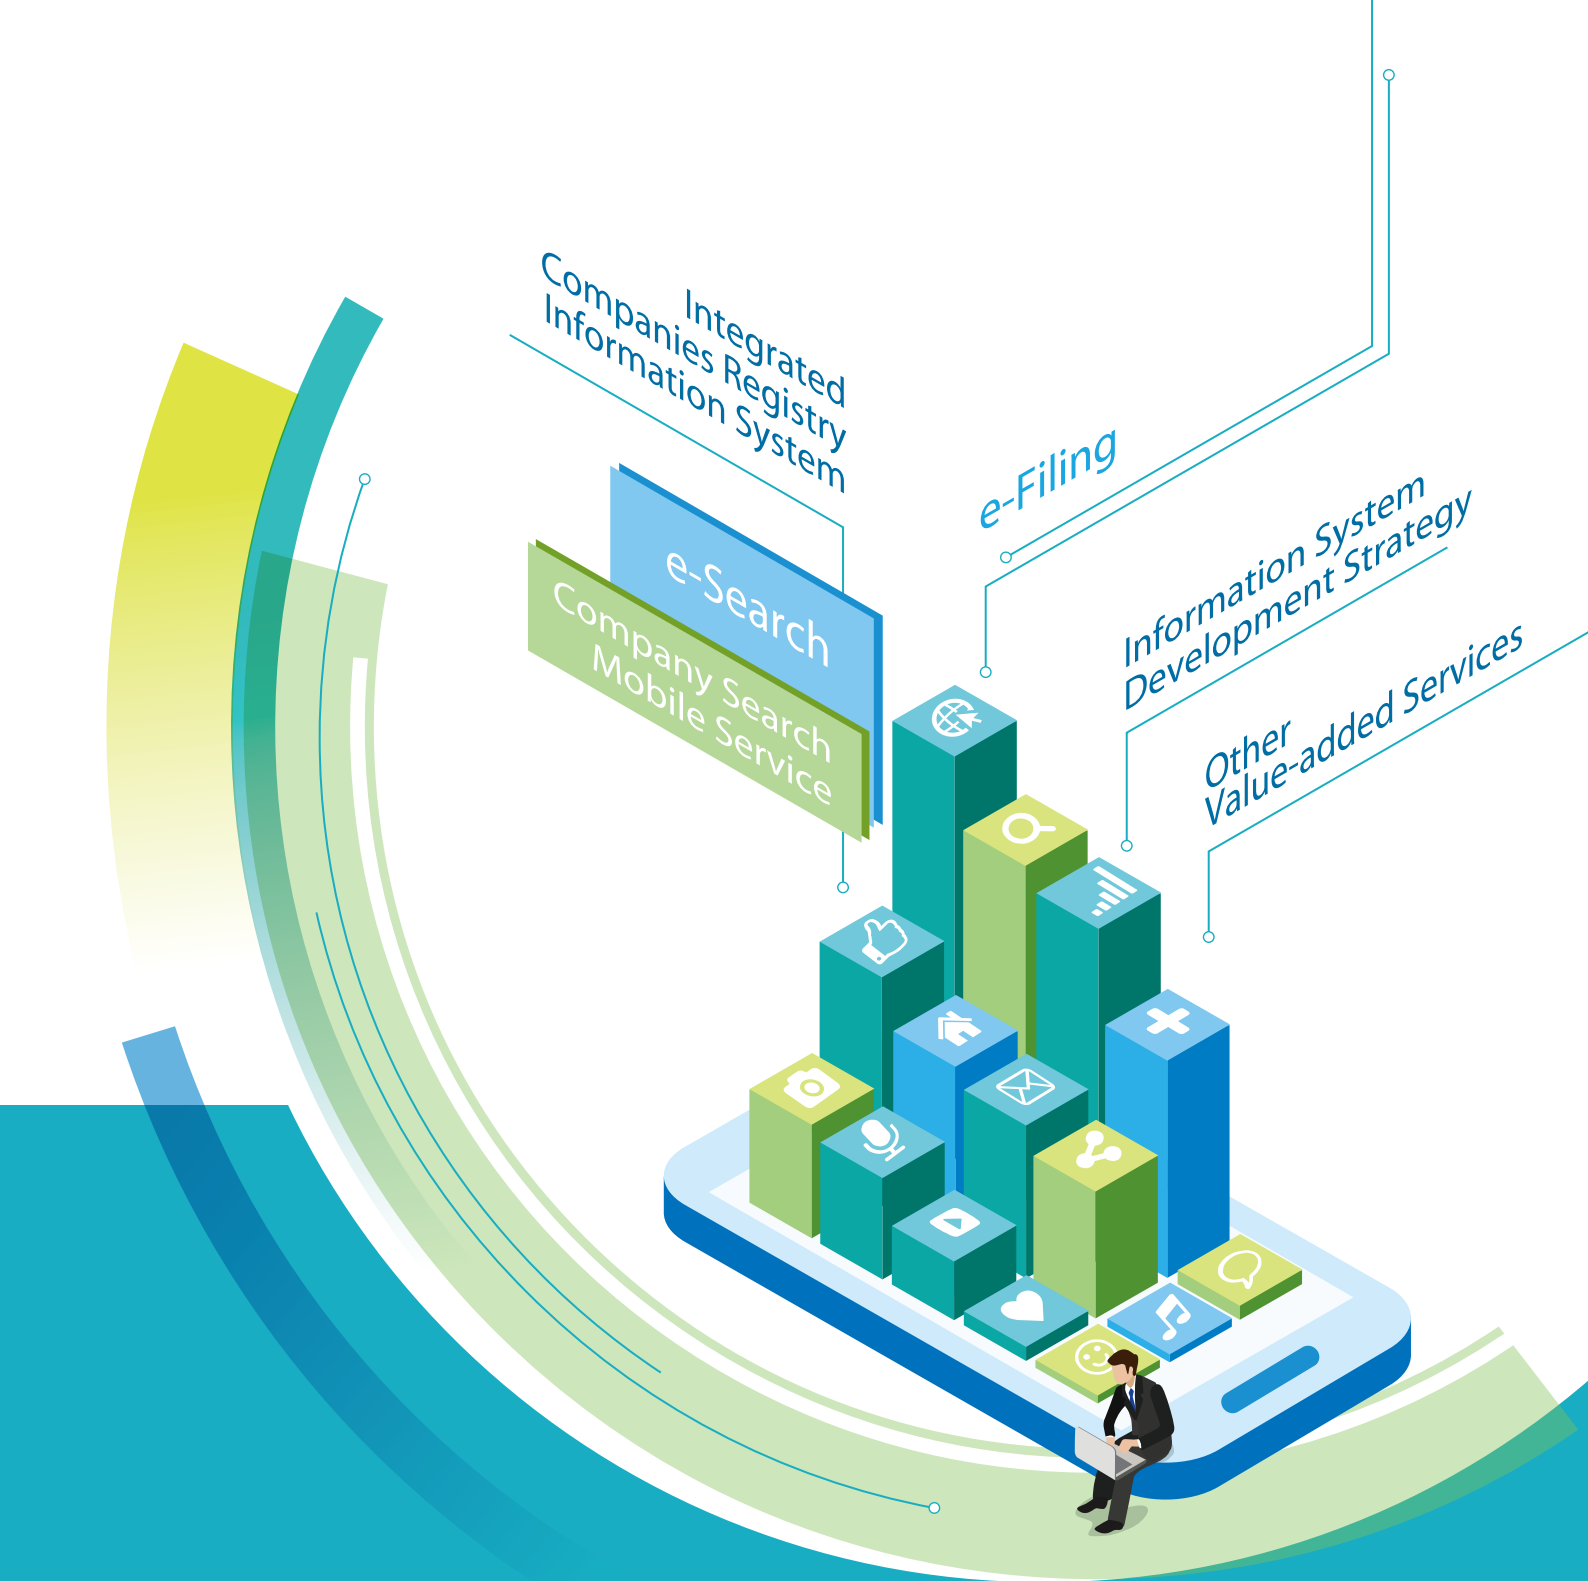 Integrated
Companies Registry
Information System
e-Search
Company Search
Mobile Service
e-Filing
Information System
Development Strategy
Other
Value-added Services